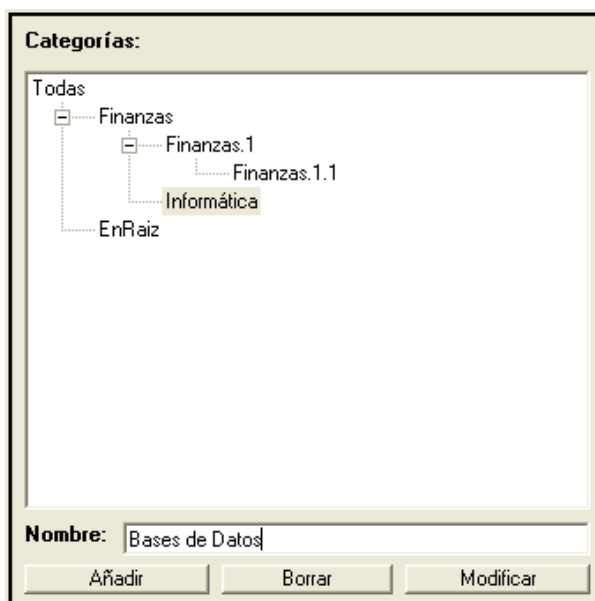 Categorías:
Todas
Finanzas
Finanzas.1
Finanzas.1.1
Informática
EnRaiz
Nombre: Bases de Datos
Añadir Borrar Modificar